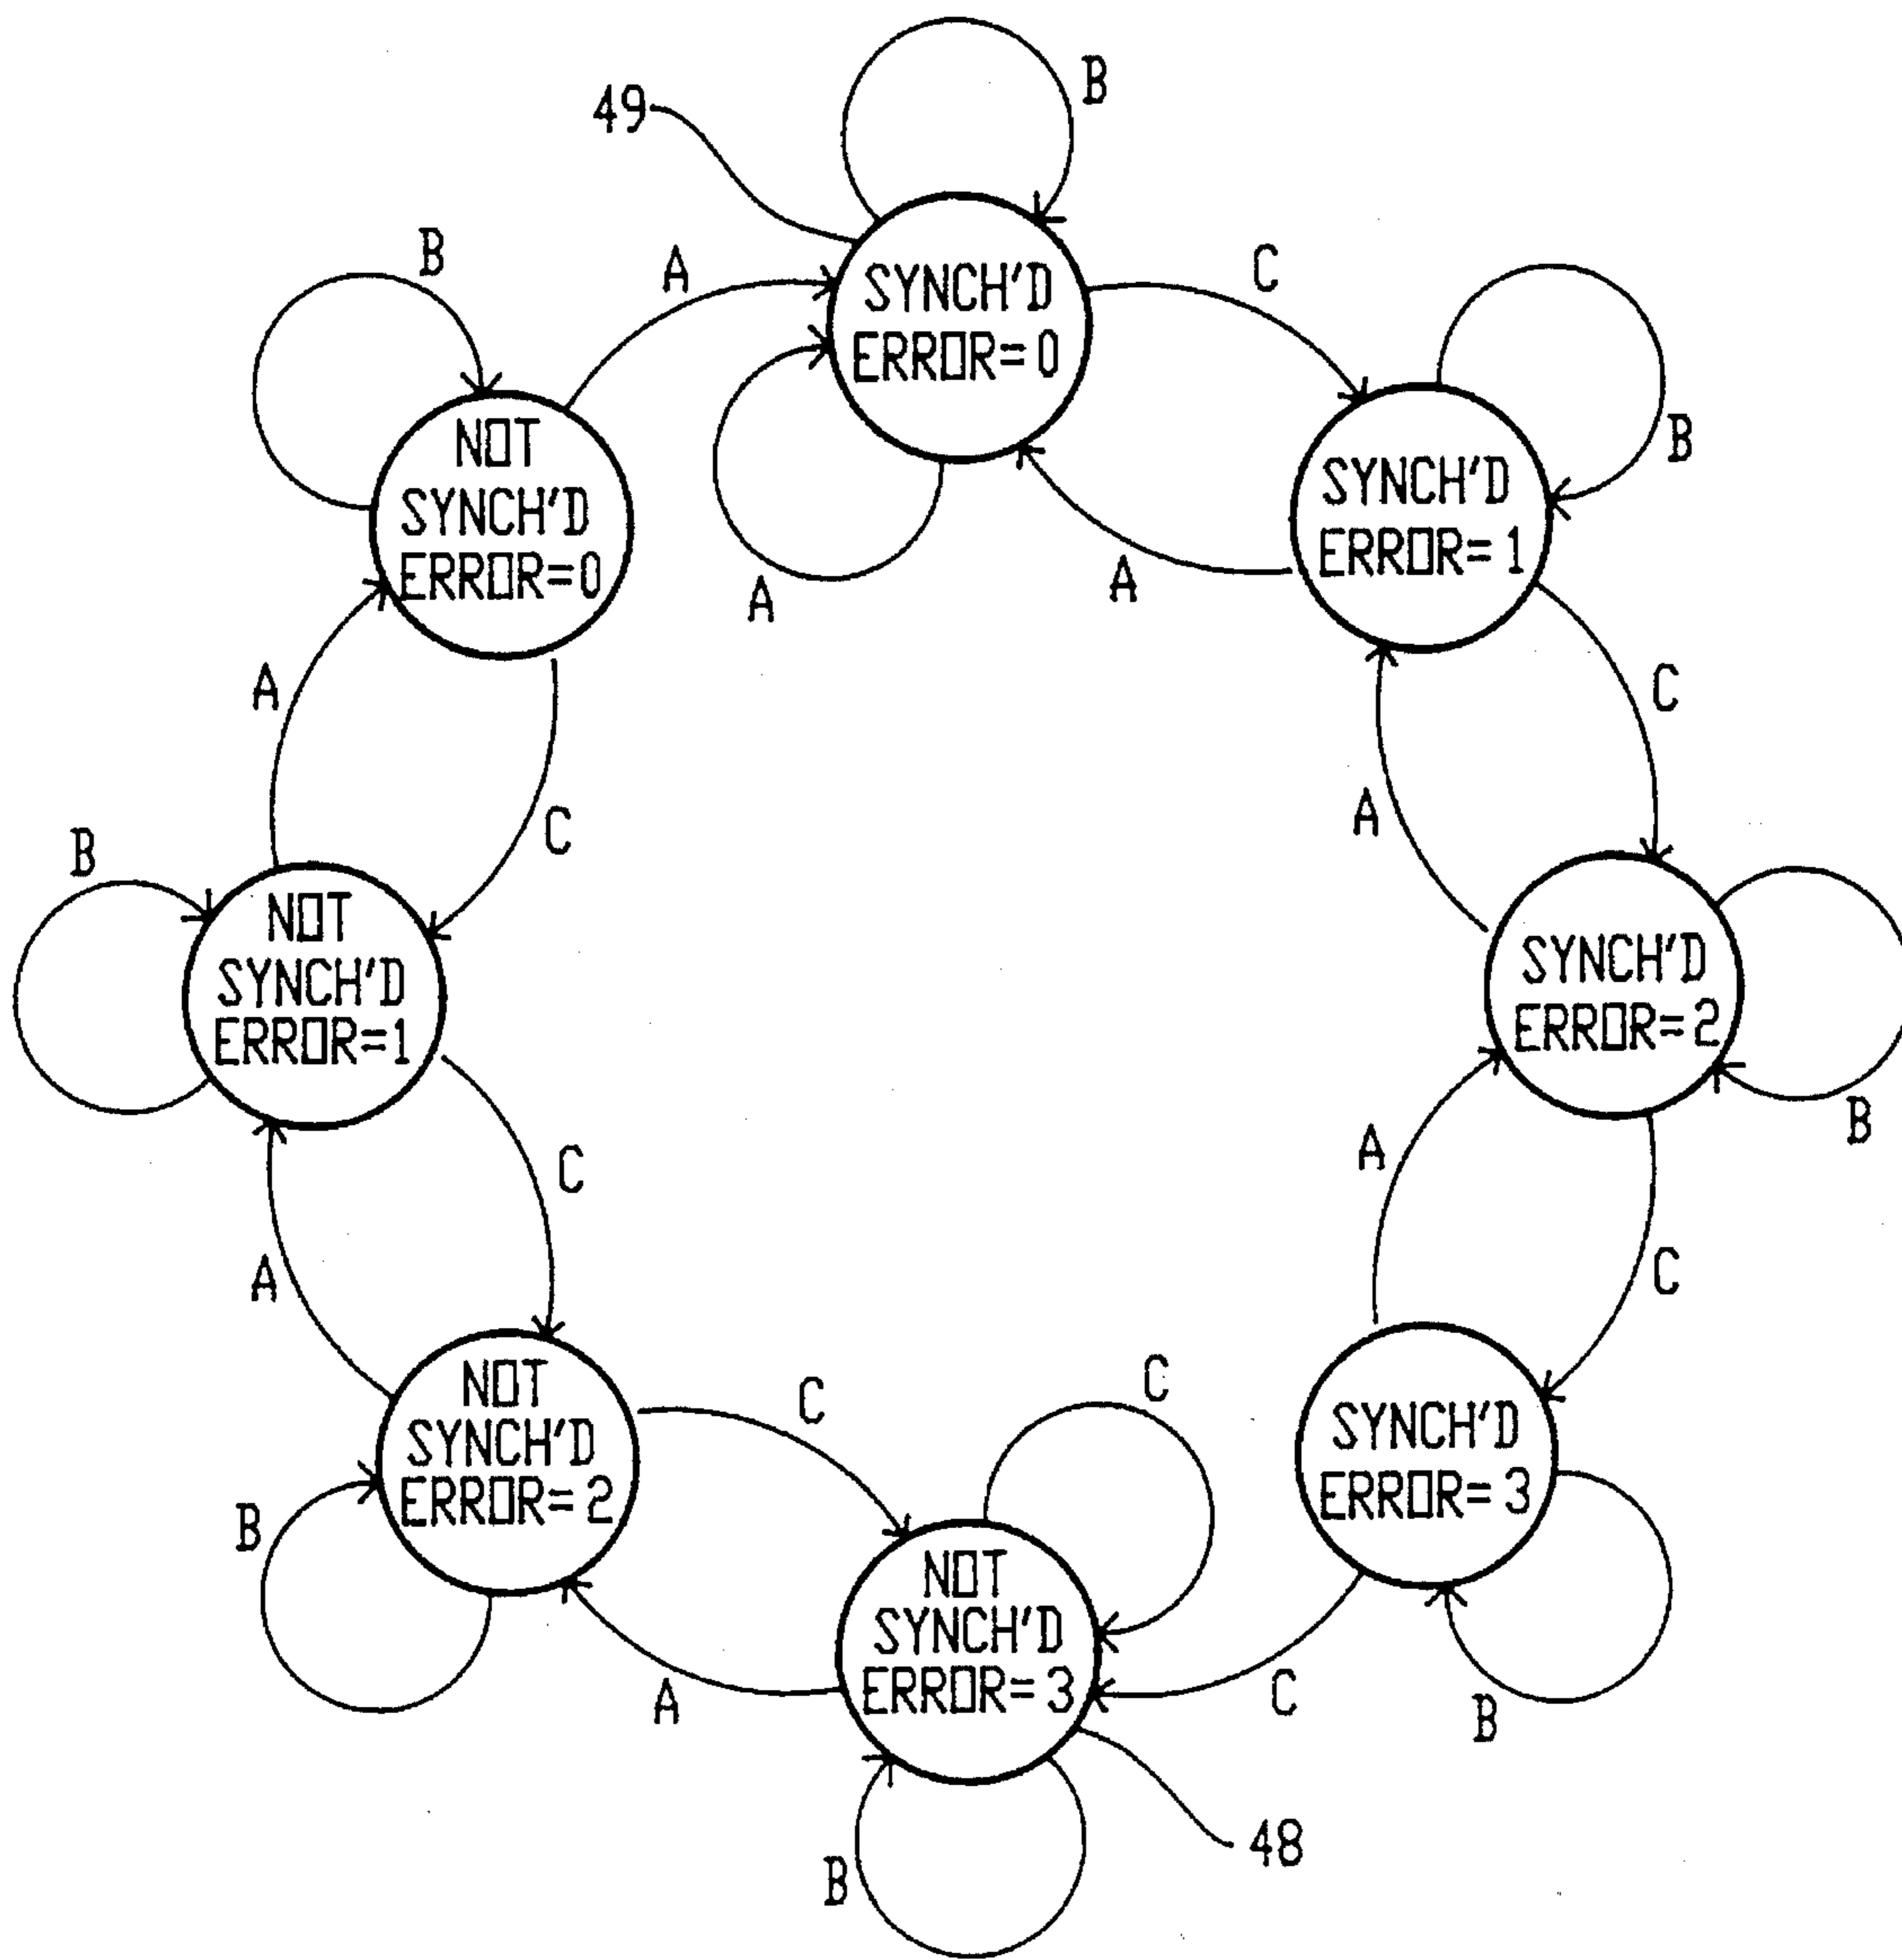 B
49
B
A
SYNCH'D
ERROR=0
C
B
NOT
SYNCH'D
ERROR=0
SYNCH'D
ERROR=1
A
A
A
C
A
C
B
A
NOT
SYNCH'D
ERROR=1
SYNCH'D
ERROR=2
B
A
C
A
C
NOT
SYNCH'D
ERROR=2
C
C
SYNCH'D
ERROR=3
B
NOT
SYNCH'D
ERROR=3
A
C
B
48
B